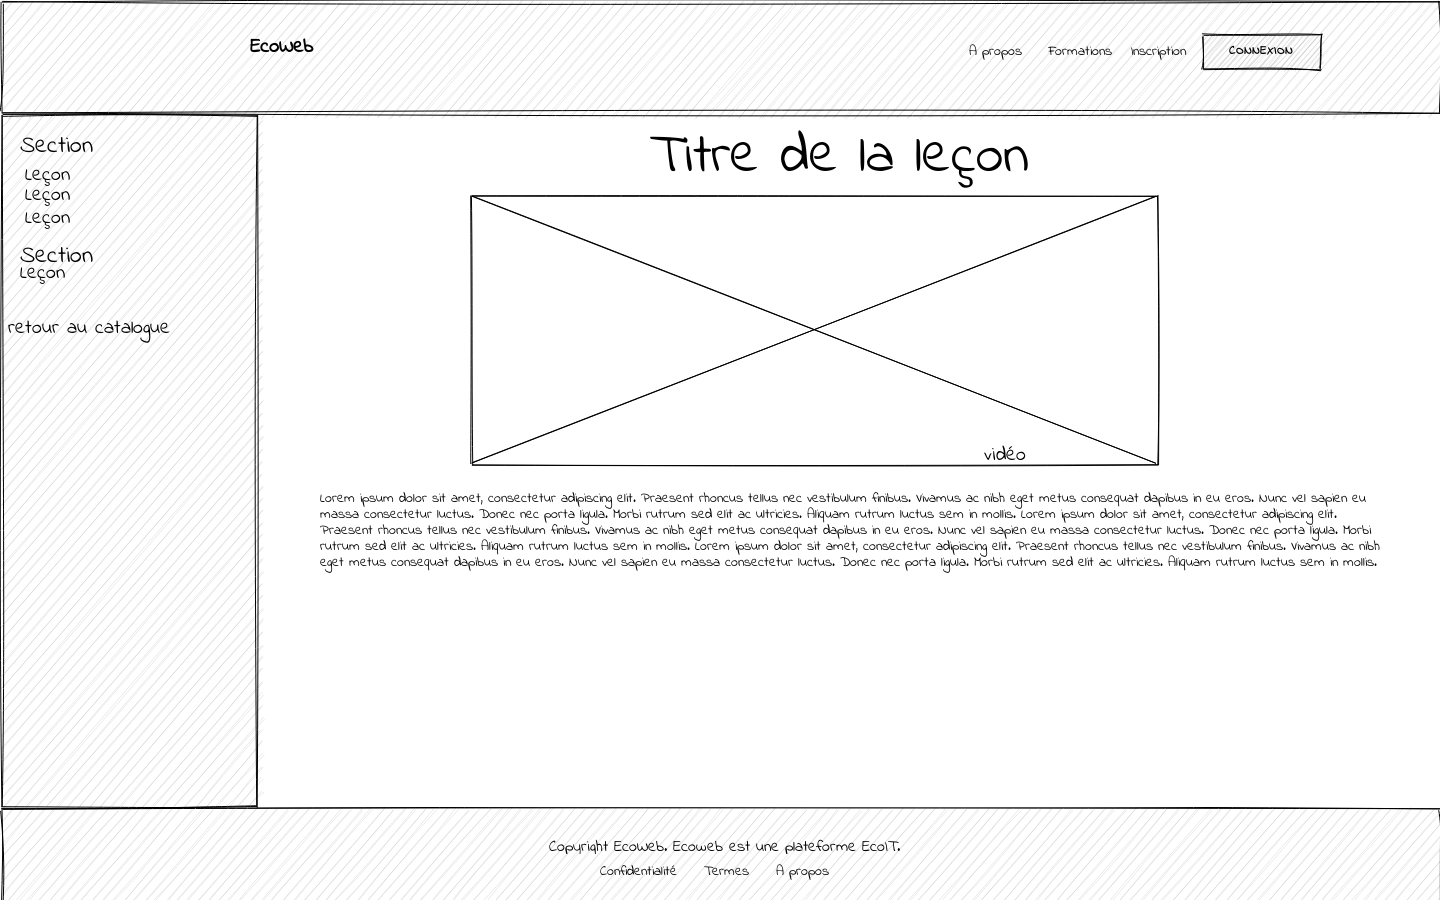 Ecoweb
A propos Formations Inscription CONNEXION
Section
Leçon
Leçon
Leçon
Section
Leçon
retour au catalogue
Titre de la leçon
vidéo
Lorem ipsum dolor sit amet, consectetur adipiscing elit. Praesent rhoncus tellus nec vestibulum finibus. Vivamus ac nibh eget metus consequat dapibus in eu eros. Nunc vel sapien eu
massa consectetur luctus. Donec nec porta ligula. Morbi rutrum sed elit ac ultricies. Aliquam rutrum luctus sem in mollis. Lorem ipsum dolor sit amet, consectetur adipiscing elit.
Praesent rhoncus tellus nec vestibulum finibus. Vivamus ac nibh eget metus consequat dapibus in eu eros. Nunc vel sapien eu massa consectetur luctus. Donec nec porta ligula. Morbi
rutrum sed elit ac ultricies. Aliquam rutrum luctus sem in mollis. Lorem ipsum dolor sit amet, consectetur adipiscing elit. Praesent rhoncus tellus nec vestibulum finibus. Vivamus ac nibh
eget metus consequat dapibus in eu eros. Nunc vel sapien eu massa consectetur luctus. Donec nec porta ligula. Morbi rutrum sed elit ac ultricies. Aliquam rutrum luctus sem in mollis.
Copyright Ecoweb. Ecoweb est une plateforme EcoIT.
Confidentialité Termes A propos